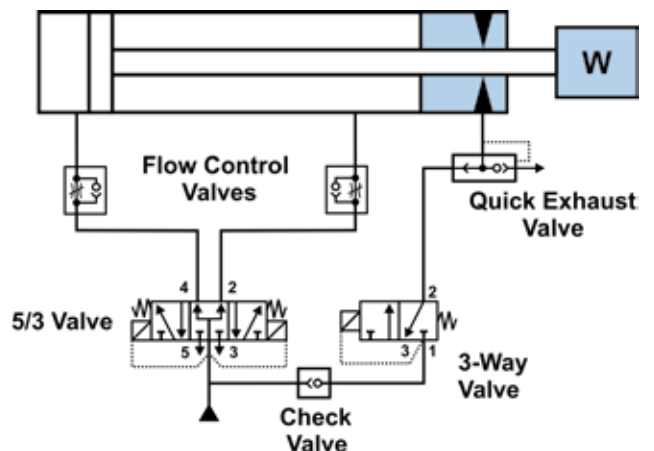 W
Flow Control
Valves
Quick Exhaust
Valve
4 2
5/3 Valve
5 3
2
3 1
3-Way
Valve
Check
Valve